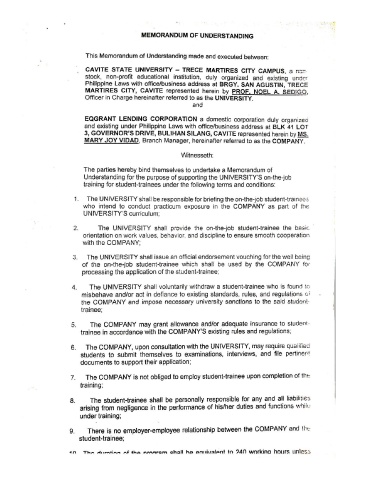 MEMORANDUM OF UNDERSTANDING
This Memorandum of Understanding made and executed between:
CAVITE STATE UNIVERSITY – TRECE MARTIRES CITY CAMPUS, a non-
stock, non-profit educational institution, duly organized and existing under
Philippine Laws with office/business address at BRGY. SAN AGUSTIN, TRECE
MARTIRES CITY, CAVITE represented herein by PROF. NOEL A. SEDIGO,
Officer in Charge hereinafter referred to as the UNIVERSITY.
and
EQGRANT LENDING CORPORATION a domestic corporation duly organized
and existing under Philippine Laws with office/business address at BLK 41 LOT
3, GOVERNOR'S DRIVE, BULIHAN SILANG, CAVITE represented herein by MS.
MARY JOY VIDAD, Branch Manager, hereinafter referred to as the COMPANY.
Witnesseth:
The parties hereby bind themselves to undertake a Memorandum of
Understanding for the purpose of supporting the UNIVERSITY'S on-the-job
training for student-trainees under the following terms and conditions:
1. The UNIVERSITY shall be responsible for briefing the on-the-job student-trainees
who intend to conduct practicum exposure in the COMPANY as part of the
UNIVERSITY'S curriculum;
2. The UNIVERSITY shall provide the on-the-job student-trainee the basic
orientation on work values, behavior, and discipline to ensure smooth cooperation
with the COMPANY;
3. The UNIVERSITY shall issue an official endorsement vouching for the well being
of the on-the-job student-trainee which shall be used by the COMPANY for
processing the application of the student-trainee;
4. The UNIVERSITY shall voluntarily withdraw a student-trainee who is found to
misbehave and/or act in defiance to existing standards, rules, and regulations of
the COMPANY and impose necessary university sanctions to the said student-
trainee;
5. The COMPANY may grant allowance and/or adequate insurance to student-
trainee in accordance with the COMPANY'S existing rules and regulations;
6. The COMPANY, upon consultation with the UNIVERSITY, may require qualified
students to submit themselves to examinations, interviews, and file pertinent
documents to support their application;
7. The COMPANY is not obliged to employ student-trainee upon completion of the
training;
8. The student-trainee shall be personally responsible for any and all liabilities
arising from negligence in the performance of his/her duties and functions while
under training;
9. There is no employer-employee relationship between the COMPANY and the
student-trainee;
10. The duration of the program shall be equivalent to 240 working hours unless